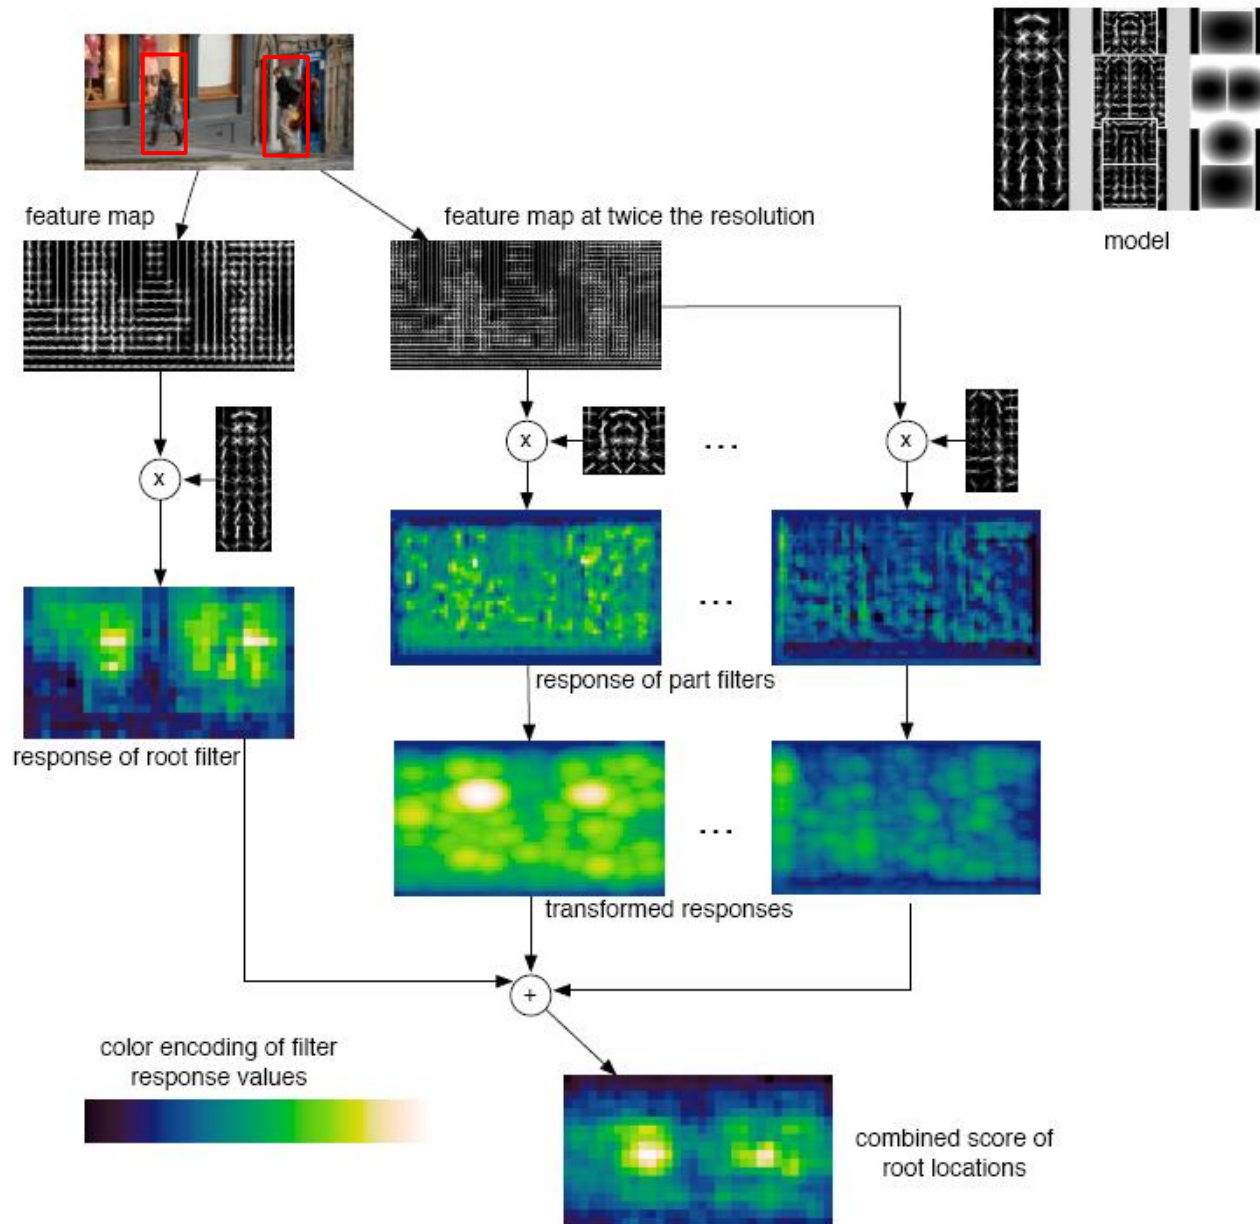 feature map
feature map at twice the resolution
model
x
x
x
...
response of part filters
...
response of root filter
...
transformed responses
+
color encoding of filter
response values
combined score of
root locations